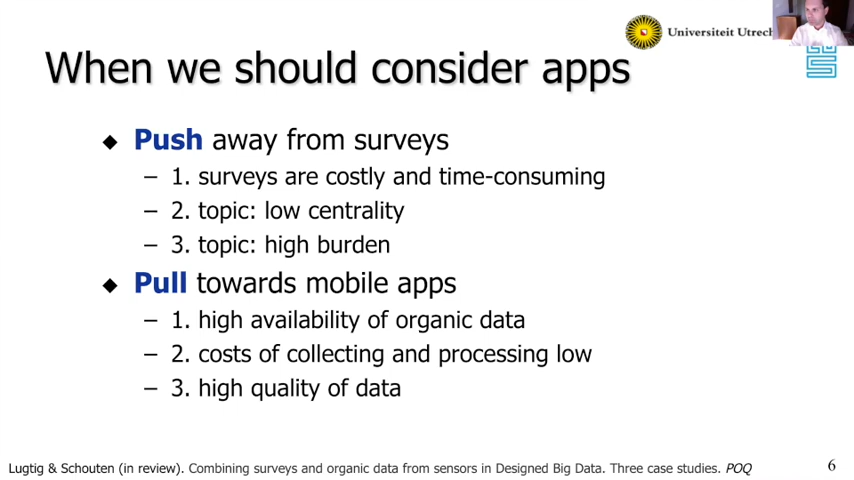 Universiteit Utrec
When we should consider apps
◆ Push away from surveys
– 1. surveys are costly and time-consuming
– 2. topic: low centrality
– 3. topic: high burden
◆ Pull towards mobile apps
– 1. high availability of organic data
– 2. costs of collecting and processing low
– 3. high quality of data
Lugtig & Schouten (in review). Combining surveys and organic data from sensors in Designed Big Data. Three case studies. POQ
6